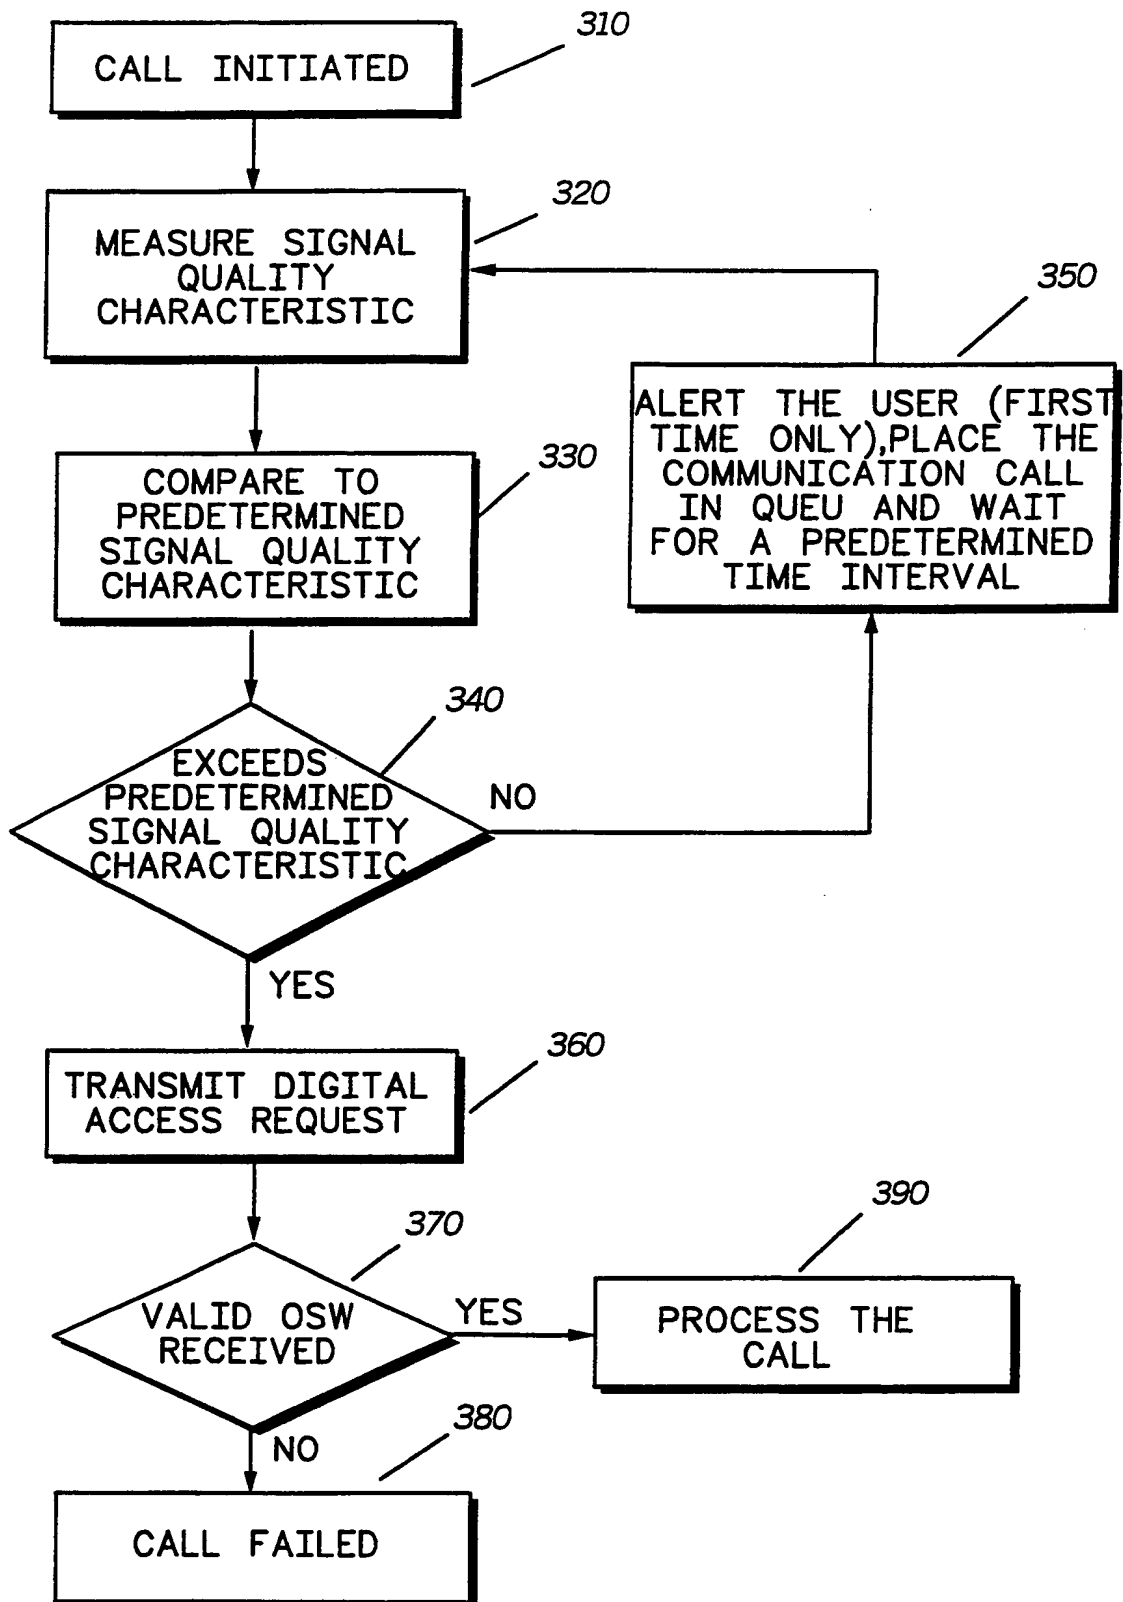 310
CALL INITIATED
320
MEASURE SIGNAL
QUALITY
CHARACTERISTIC
350
ALERT THE USER (FIRST
TIME ONLY),PLACE THE
COMMUNICATION CALL
IN QUEU AND WAIT
FOR A PREDETERMINED
TIME INTERVAL
330
COMPARE TO
PREDETERMINED
SIGNAL QUALITY
CHARACTERISTIC
340
EXCEEDS
PREDETERMINED
SIGNAL QUALITY
CHARACTERISTIC
NO
YES
360
TRANSMIT DIGITAL
ACCESS REQUEST
370
VALID OSW
RECEIVED
YES
390
PROCESS THE
CALL
NO
380
CALL FAILED